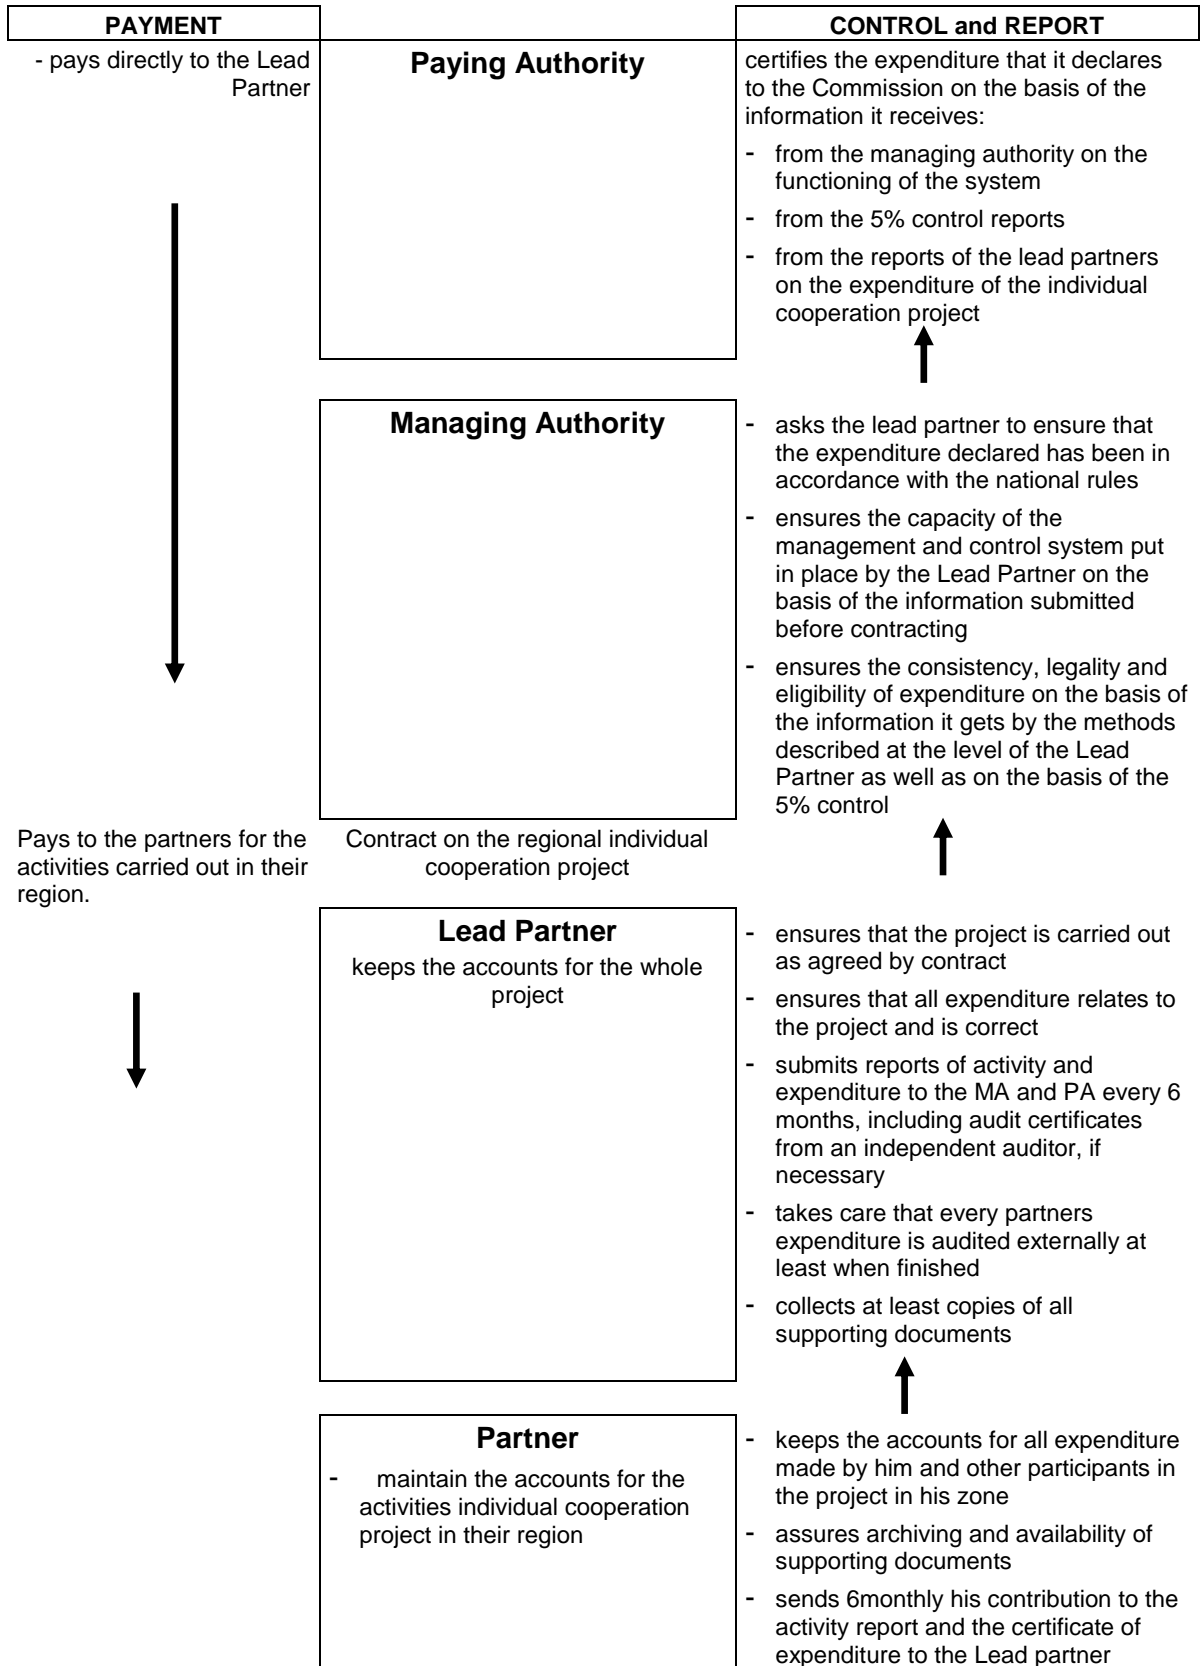 PAYMENT
CONTROL and REPORT
- pays directly to the Lead
Partner
Paying Authority
certifies the expenditure that it declares
to the Commission on the basis of the
information it receives:
- from the managing authority on the
functioning of the system
- from the 5% control reports
- from the reports of the lead partners
on the expenditure of the individual
cooperation project
Managing Authority
- asks the lead partner to ensure that
the expenditure declared has been in
accordance with the national rules
- ensures the capacity of the
management and control system put
in place by the Lead Partner on the
basis of the information submitted
before contracting
- ensures the consistency, legality and
eligibility of expenditure on the basis of
the information it gets by the methods
described at the level of the Lead
Partner as well as on the basis of the
5% control
Pays to the partners for the
activities carried out in their
region.
Contract on the regional individual
cooperation project
Lead Partner
keeps the accounts for the whole
project
- ensures that the project is carried out
as agreed by contract
- ensures that all expenditure relates to
the project and is correct
- submits reports of activity and
expenditure to the MA and PA every 6
months, including audit certificates
from an independent auditor, if
necessary
- takes care that every partners
expenditure is audited externally at
least when finished
- collects at least copies of all
supporting documents
Partner
- maintain the accounts for the
activities individual cooperation
project in their region
- keeps the accounts for all expenditure
made by him and other participants in
the project in his zone
- assures archiving and availability of
supporting documents
- sends 6monthly his contribution to the
activity report and the certificate of
expenditure to the Lead partner